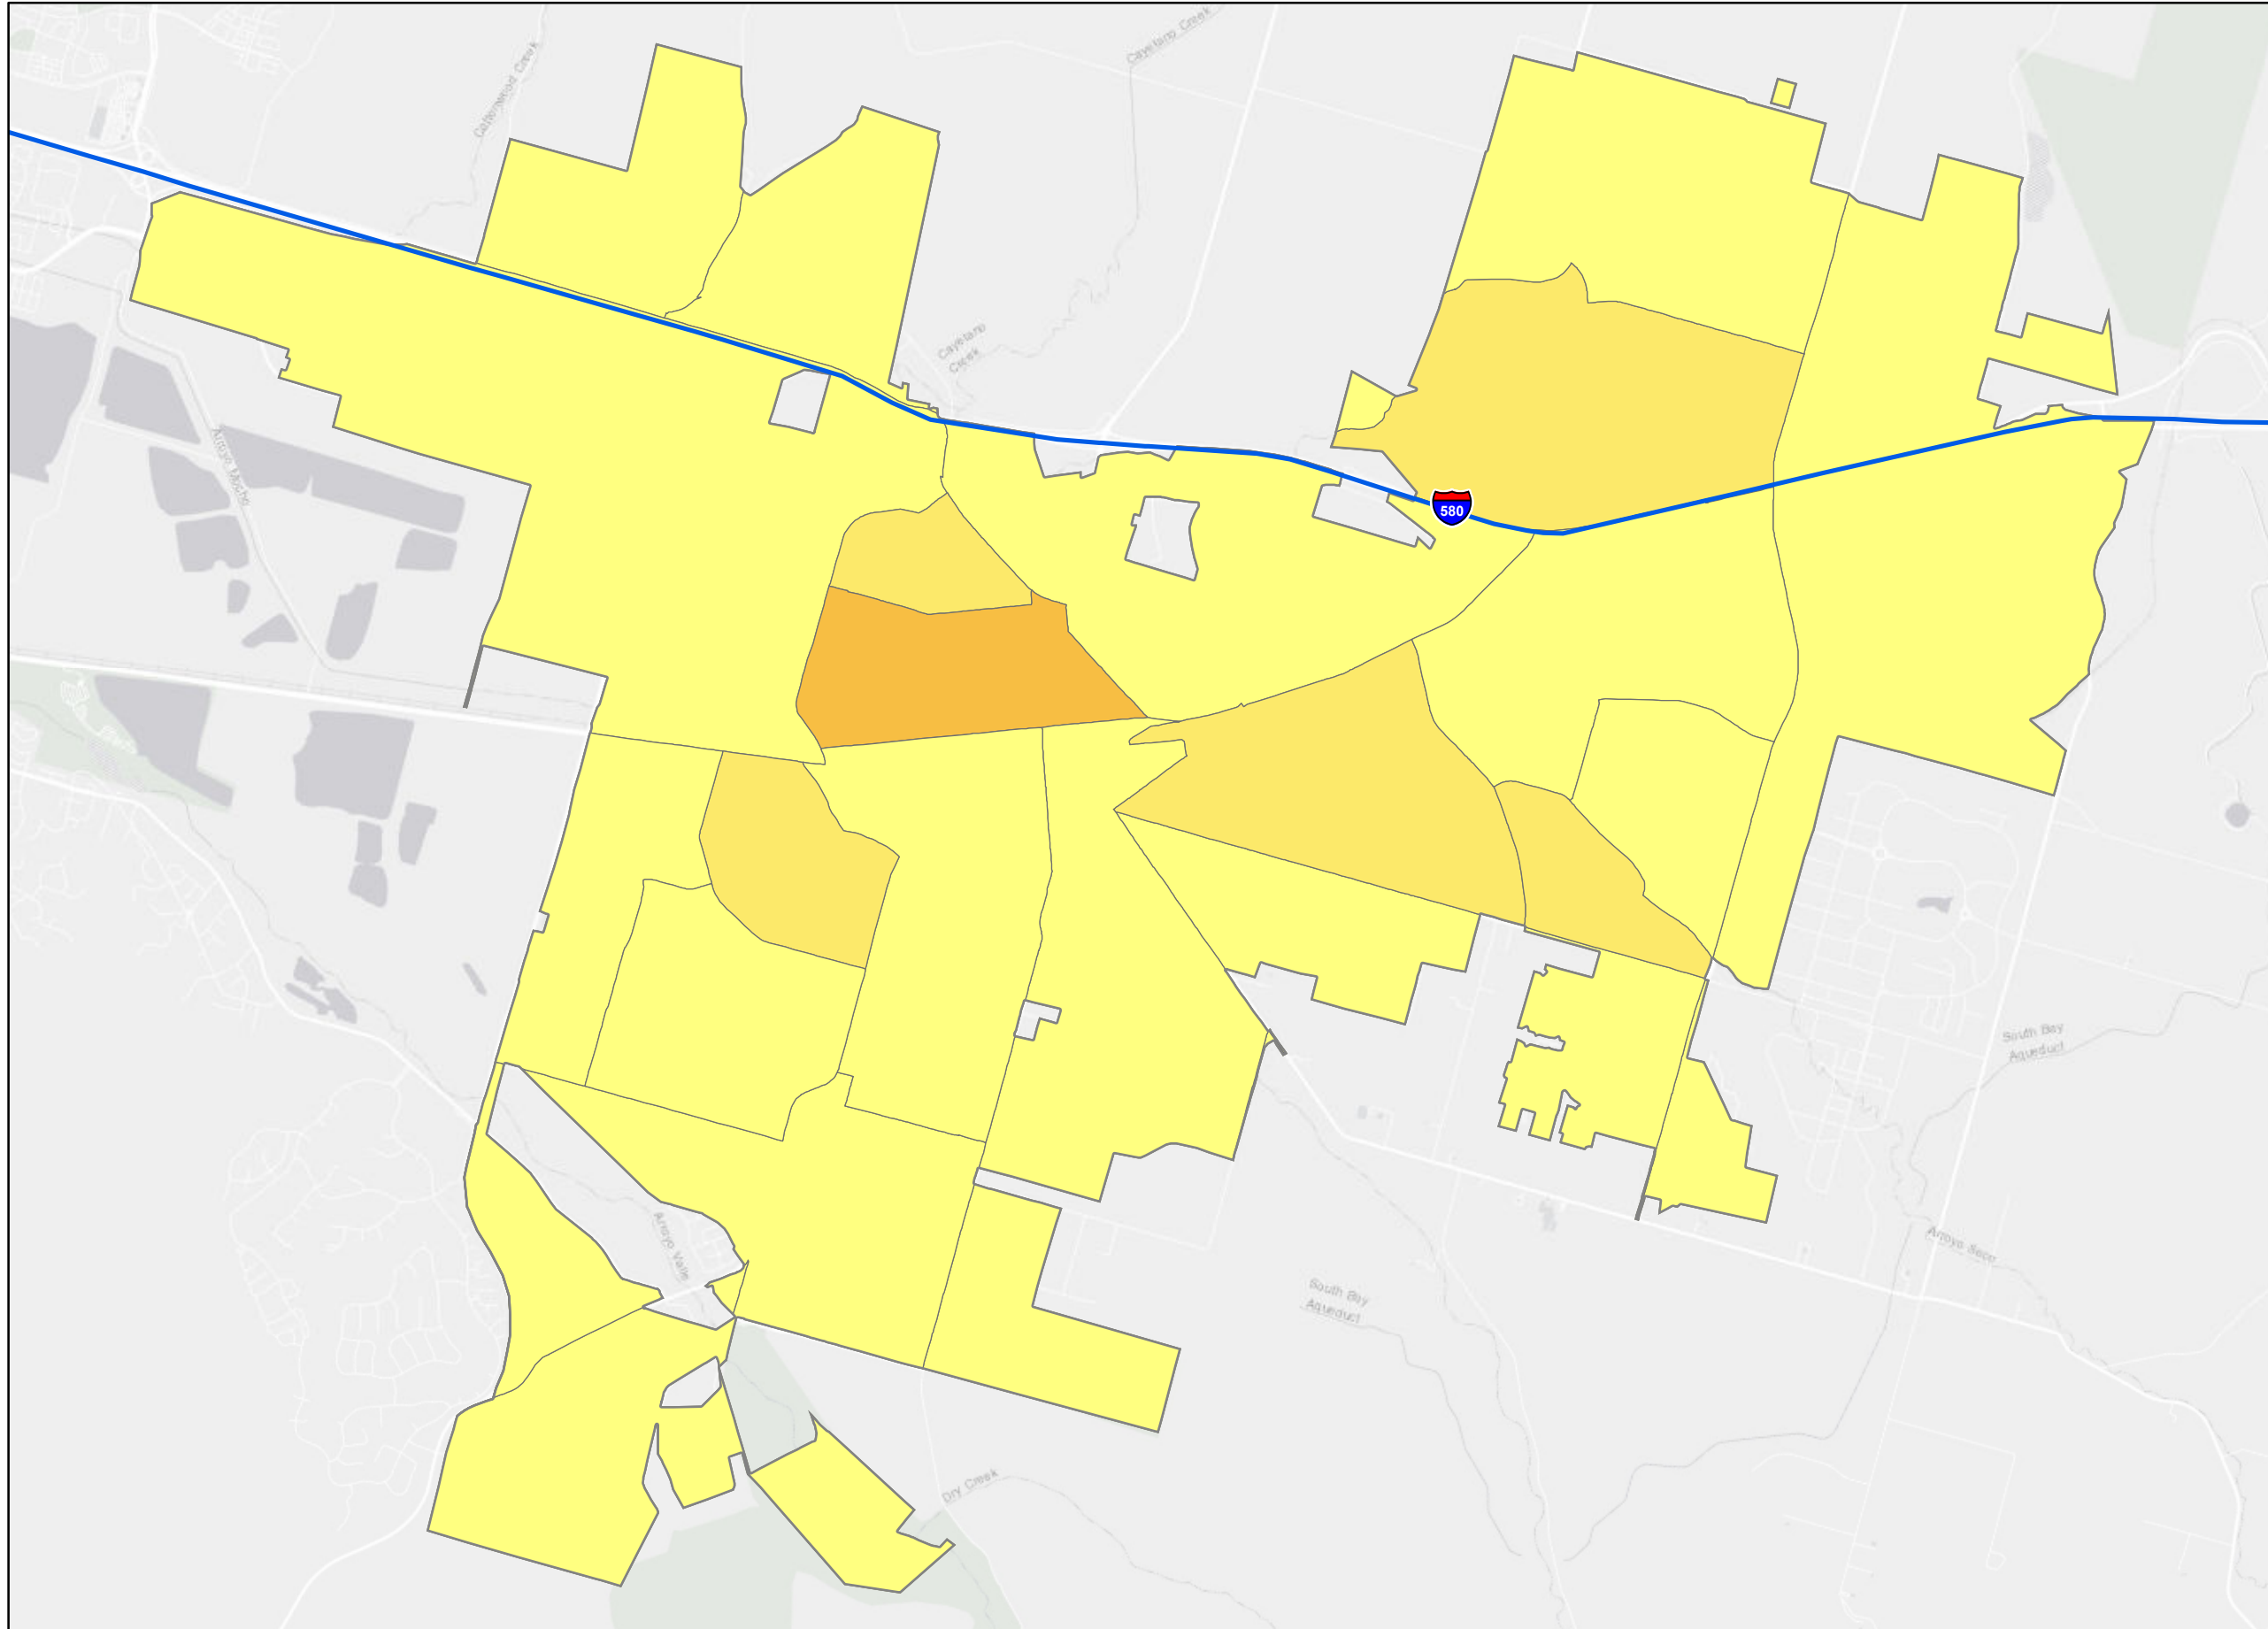 Cayetano Creek
Cottonwood Creek
Cayetano
Creek
Arroyo Mocho
580
South Bay
Aqueduct
Arroyo Valle
Arroyo Seco
South Bay
Aqueduct
Dry Creek